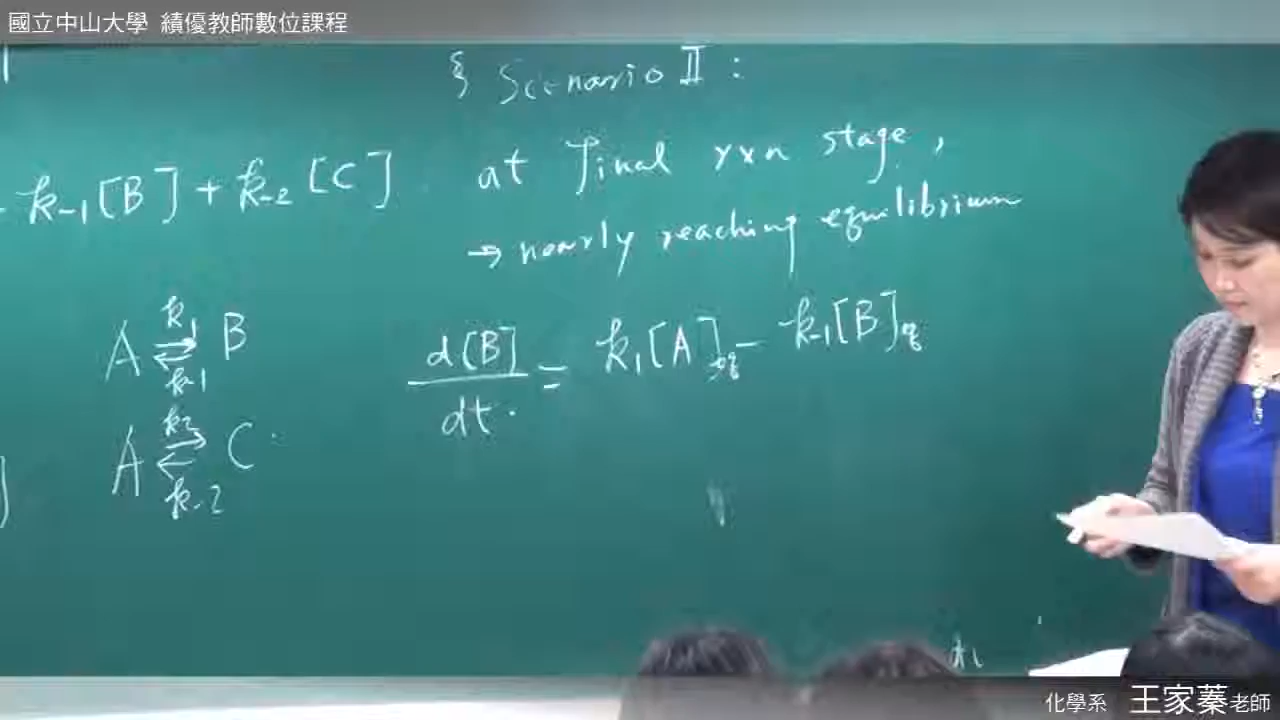 國立中山大學 績優教師數位課程
§ Scenario II :
- k-1[B] + k-2[C]
at final rxn stage,
→ nearly reaching equilibrium
A ⇌ B
k1
k-1
d[B]/dt = k1[A]eq - k-1[B]eq
A ⇌ C
k2
k-2
化學系 王家蓁老師